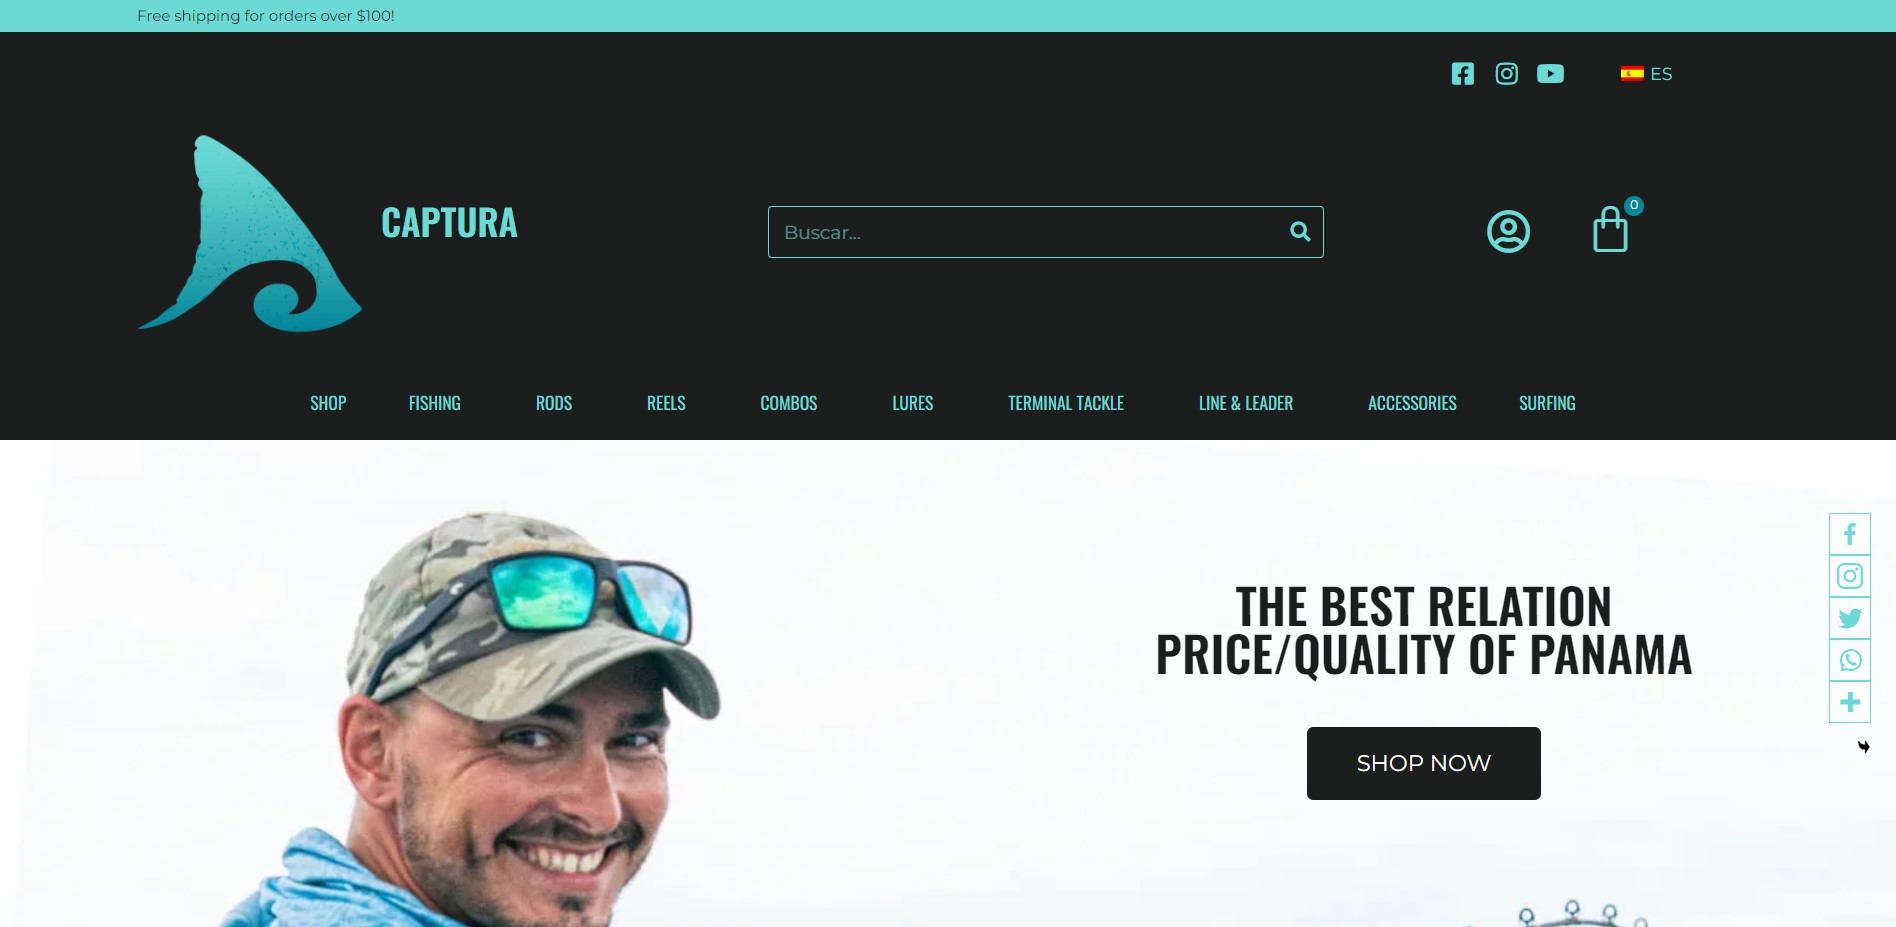 Free shipping for orders over $100!
ES
CAPTURA
Buscar...
0
SHOP FISHING RODS REELS COMBOS LURES TERMINAL TACKLE LINE & LEADER ACCESSORIES SURFING
THE BEST RELATION
PRICE/QUALITY OF PANAMA
SHOP NOW